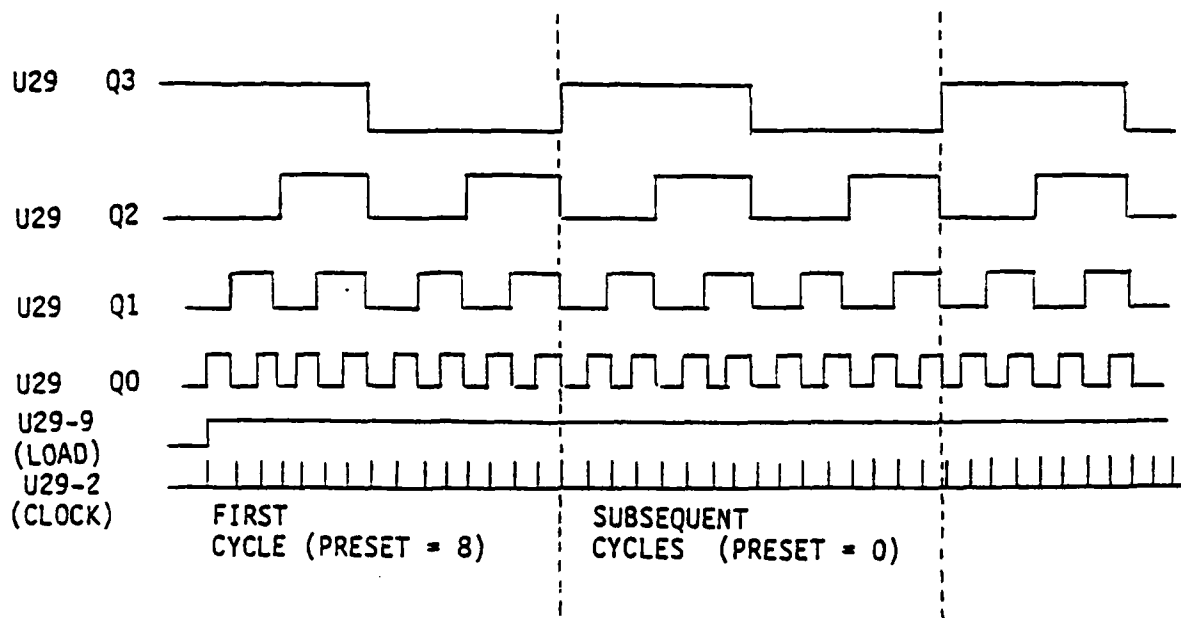 U29 Q3
U29 Q2
U29 Q1
U29 Q0
U29-9
(LOAD)
U29-2
(CLOCK)
FIRST
CYCLE (PRESET = 8)
SUBSEQUENT
CYCLES (PRESET = 0)